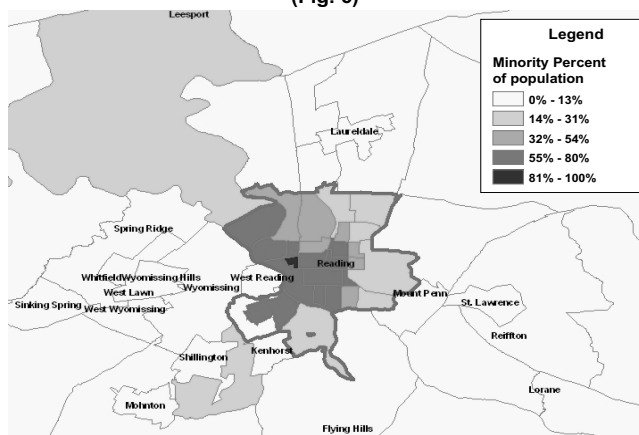 (Fig. 6)
Leesport
Legend
Minority Percent
of population
0% - 13%
14% - 31%
32% - 54%
55% - 80%
81% - 100%
Laureldale
Spring Ridge
Reading
Whitfield Wyomissing Hills
West Reading
Wyomissing
West Lawn
Sinking Spring
West Wyomissing
Mount Penn
St. Lawrence
Reiffton
Shillington
Kenhorst
Lorane
Mohnton
Flying Hills